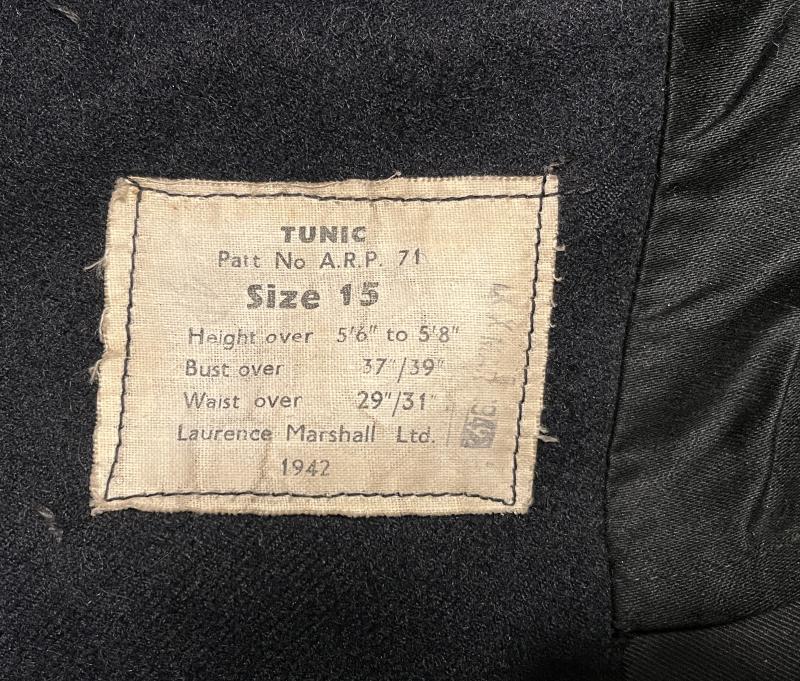 TUNIC
Patt No A.R.P. 71
Size 15
Height over 5'6" to 5'8"
Bust over 37"/39"
Waist over 29"/31"
Laurence Marshall Ltd.
1942